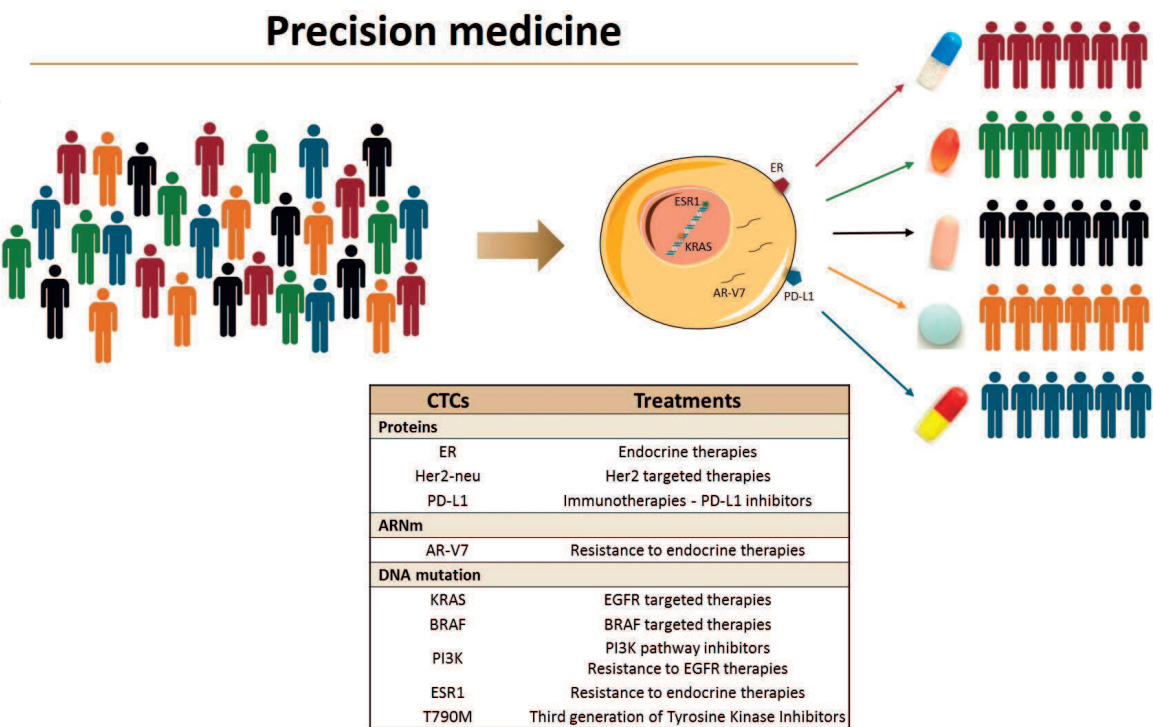 Precision medicine
ER
ESR1
KRAS
AR-V7
PD-L1
CTCs Treatments
Proteins
ER Endocrine therapies
Her2-neu Her2 targeted therapies
PD-L1 Immunotherapies - PD-L1 inhibitors
ARNm
AR-V7 Resistance to endocrine therapies
DNA mutation
KRAS EGFR targeted therapies
BRAF BRAF targeted therapies
PI3K PI3K pathway inhibitors
Resistance to EGFR therapies
ESR1 Resistance to endocrine therapies
T790M Third generation of Tyrosine Kinase Inhibitors